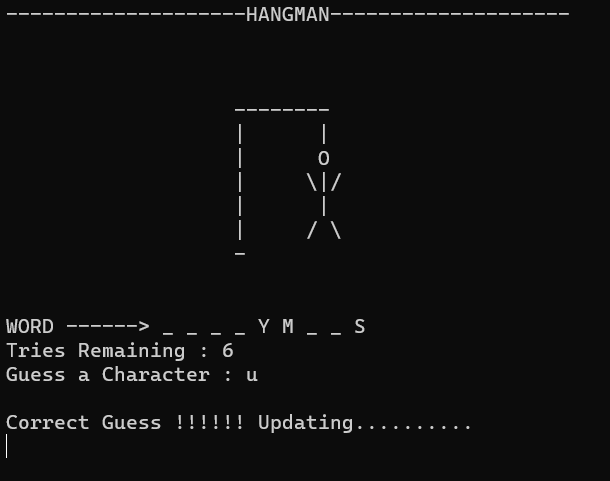 --------------------HANGMAN--------------------
--------
|      |
|      O
|     \|/
|      |
|     / \
-
WORD ------> _ _ _ _ Y M _ _ S
Tries Remaining : 6
Guess a Character : u
Correct Guess !!!!!! Updating..........